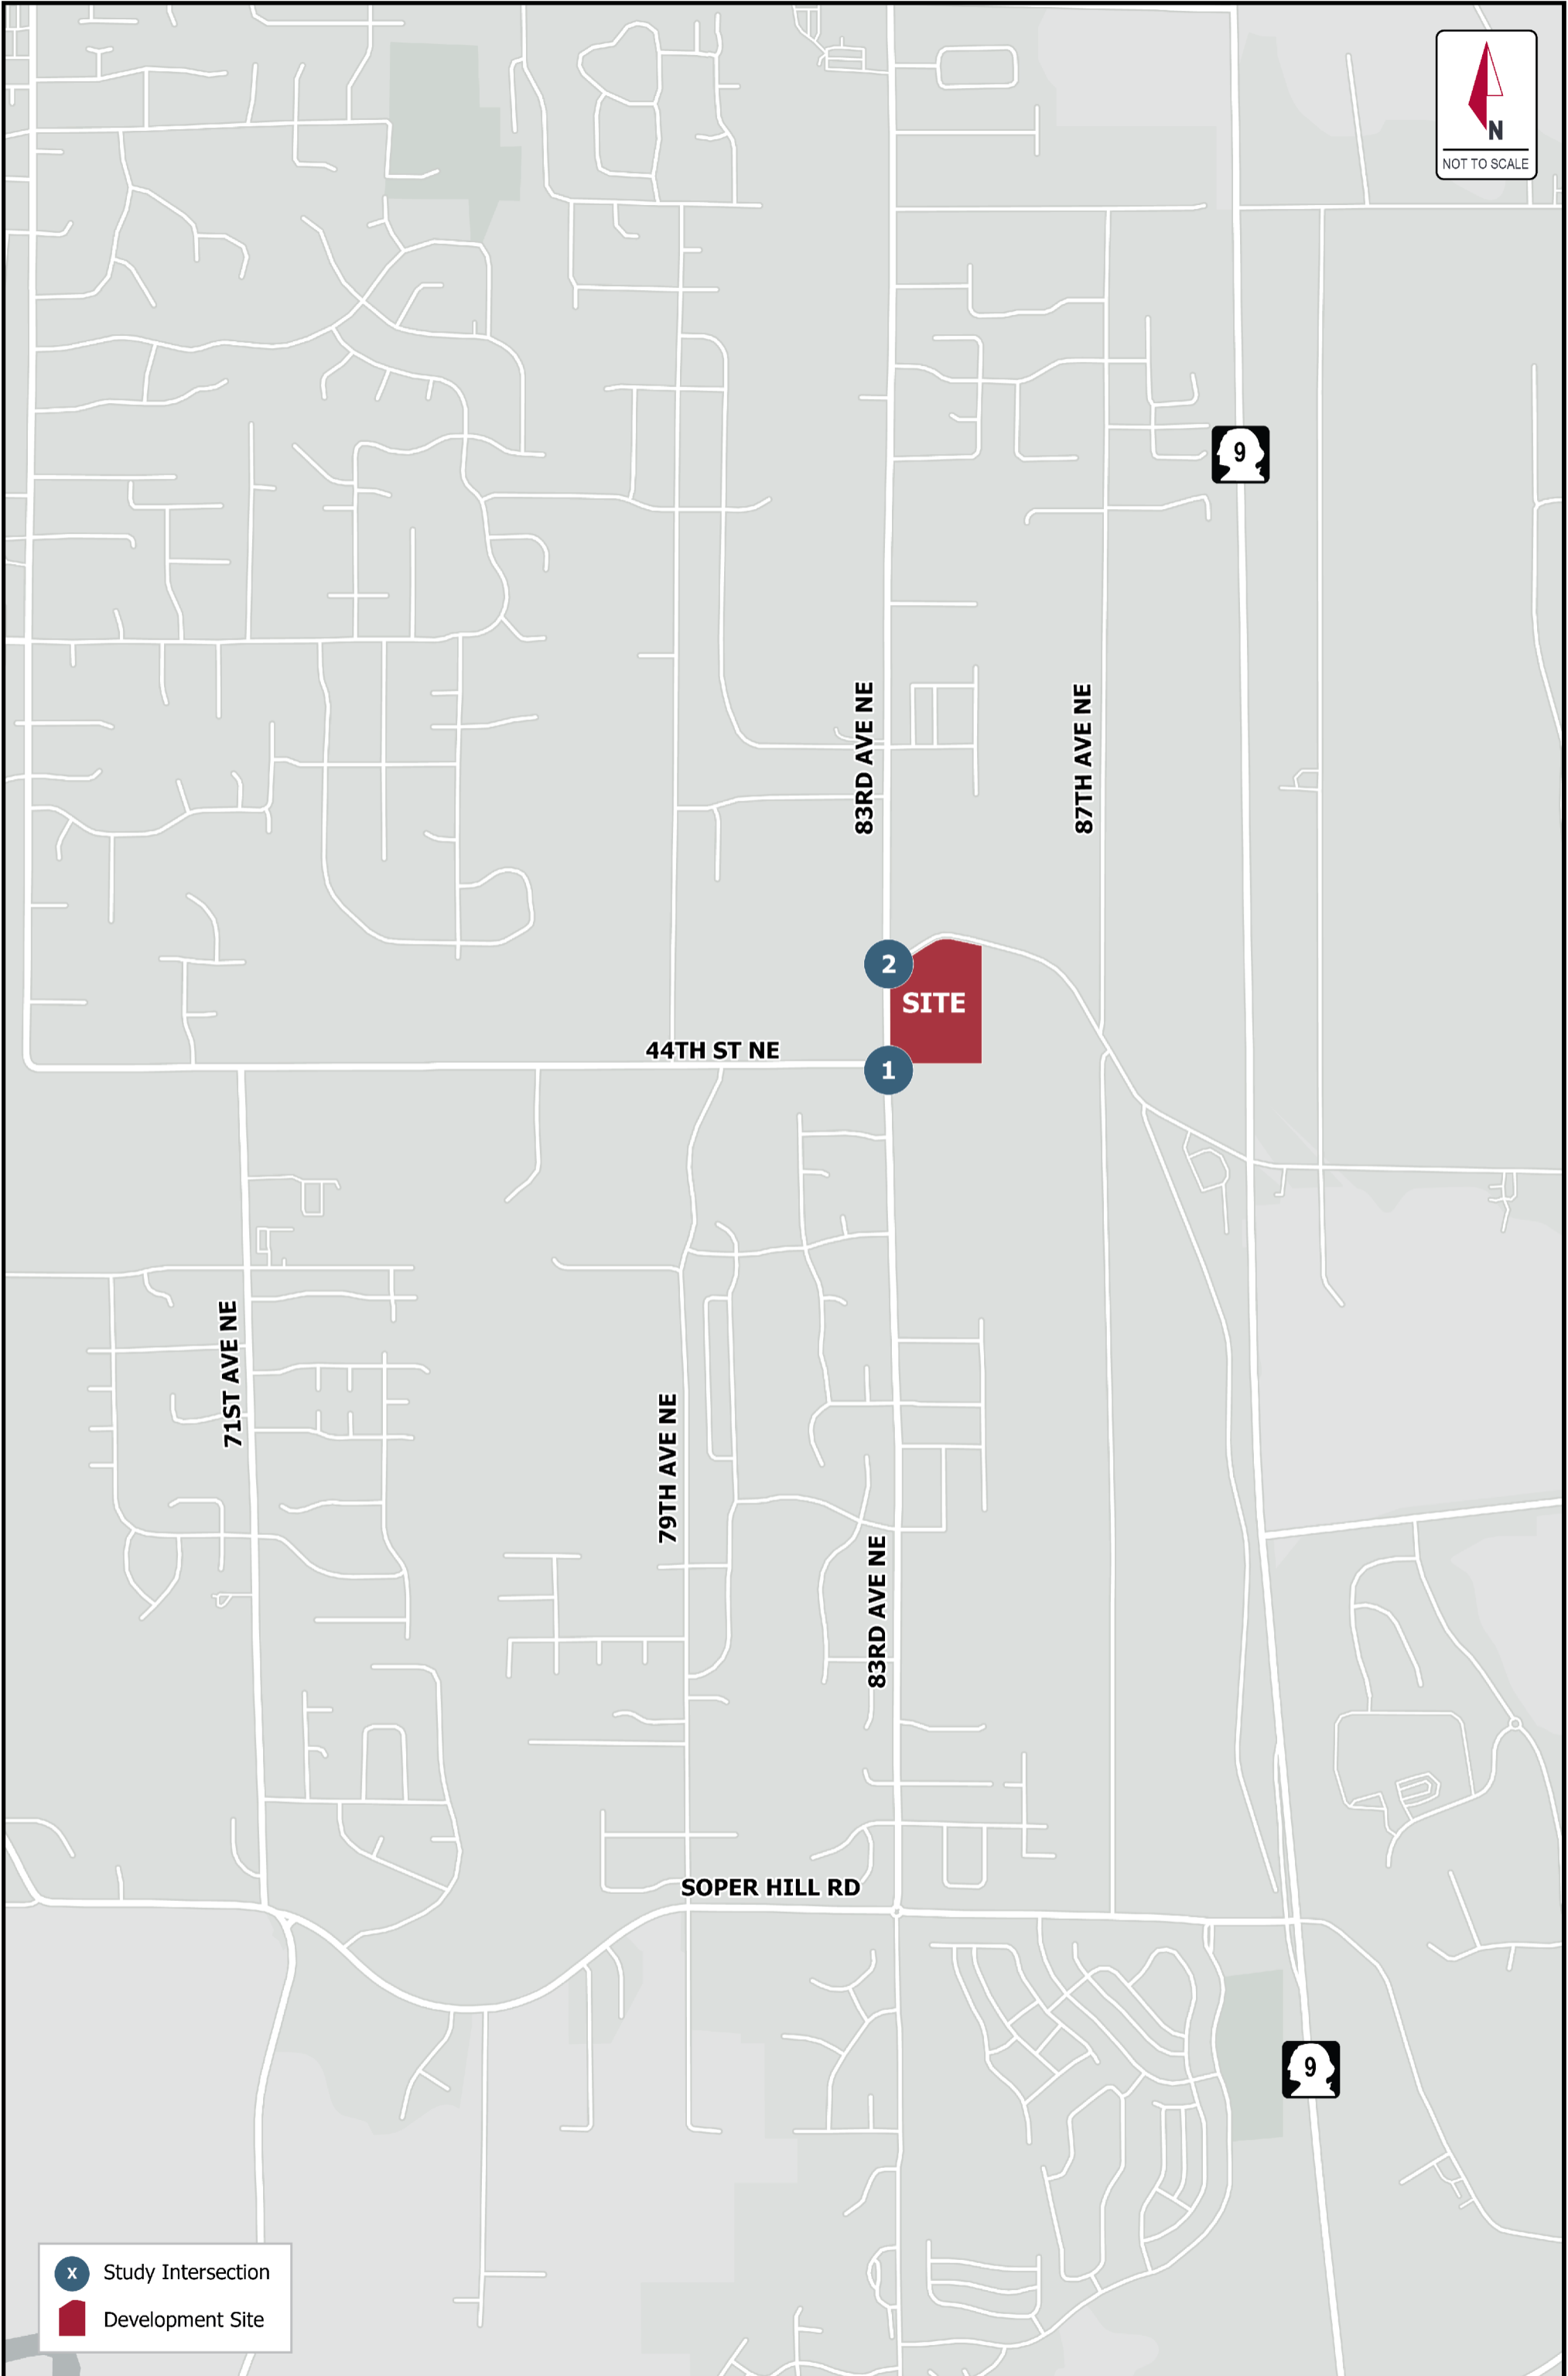 N
NOT TO SCALE
9
83RD AVE NE
87TH AVE NE
2
SITE
44TH ST NE
1
71ST AVE NE
79TH AVE NE
83RD AVE NE
SOPER HILL RD
9
X Study Intersection
Development Site